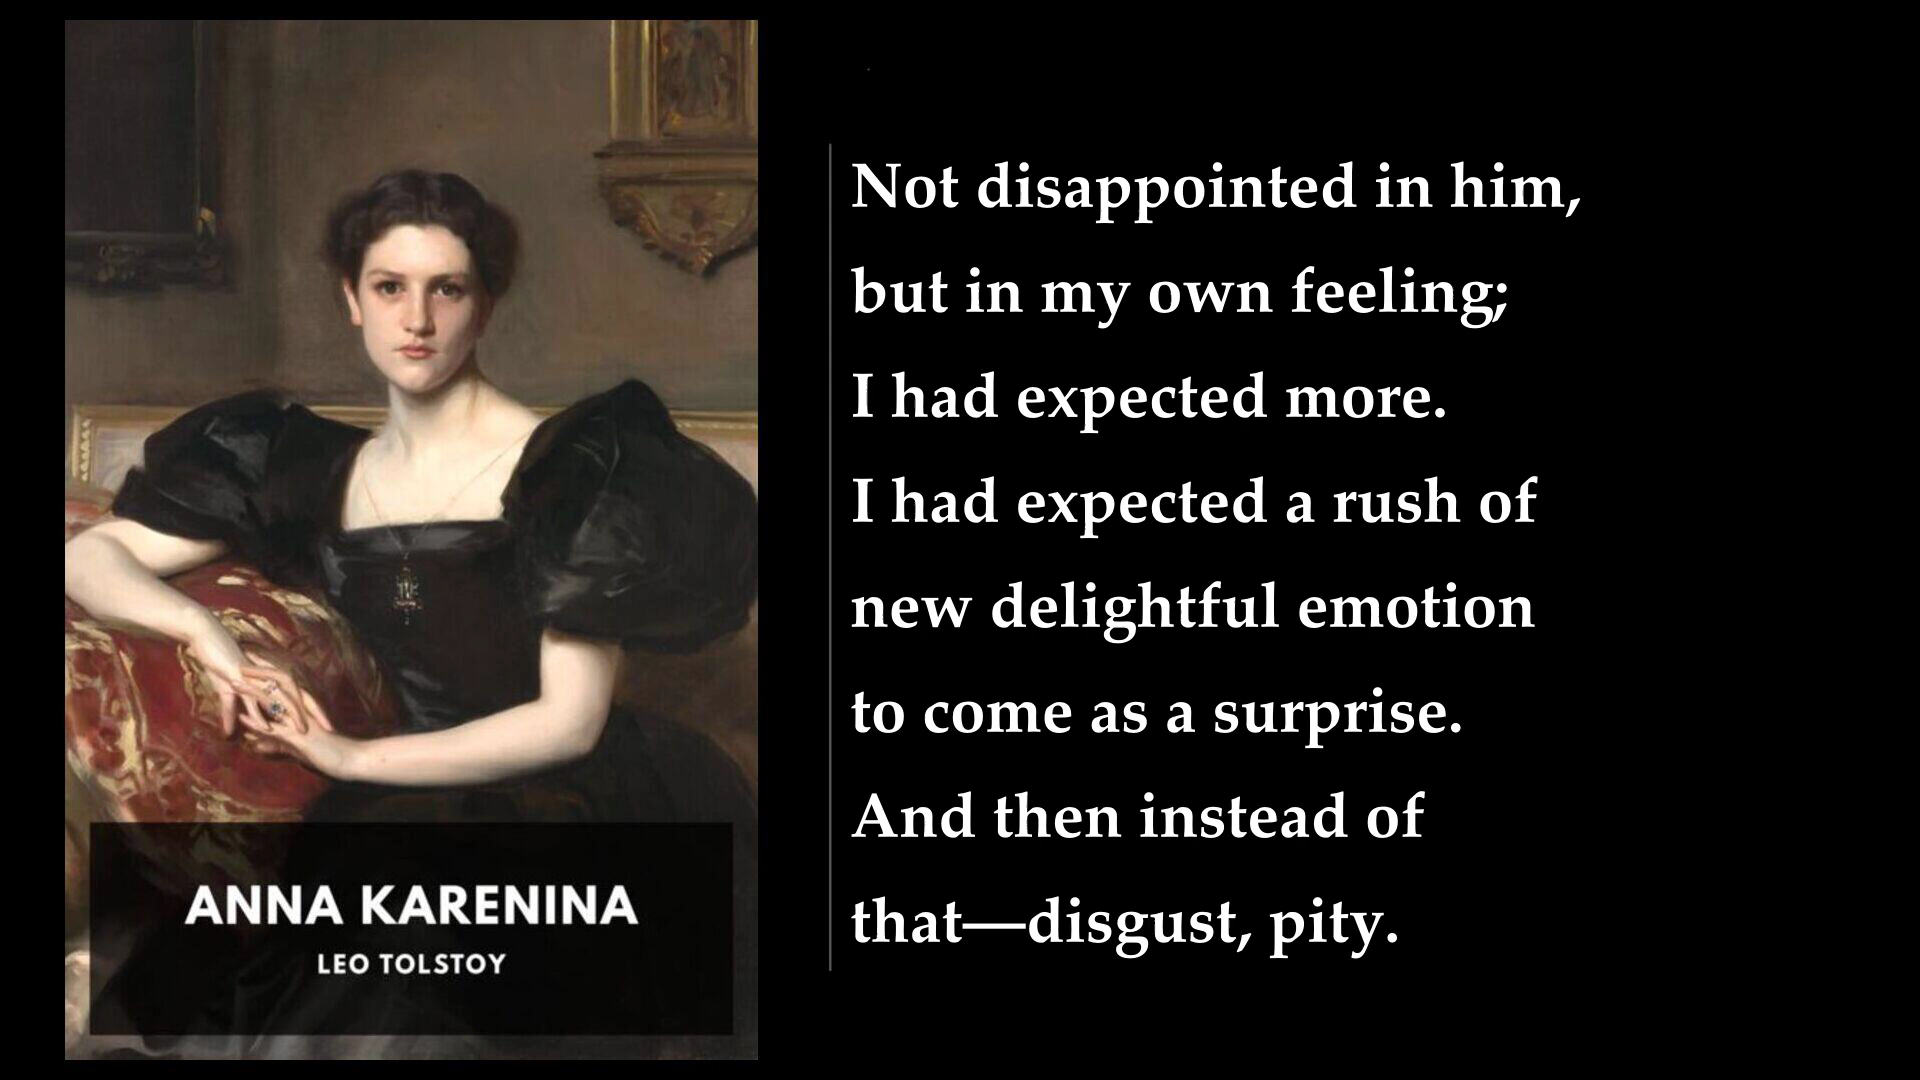 ANNA KARENINA
LEO TOLSTOY
Not disappointed in him,
but in my own feeling;
I had expected more.
I had expected a rush of
new delightful emotion
to come as a surprise.
And then instead of
that—disgust, pity.